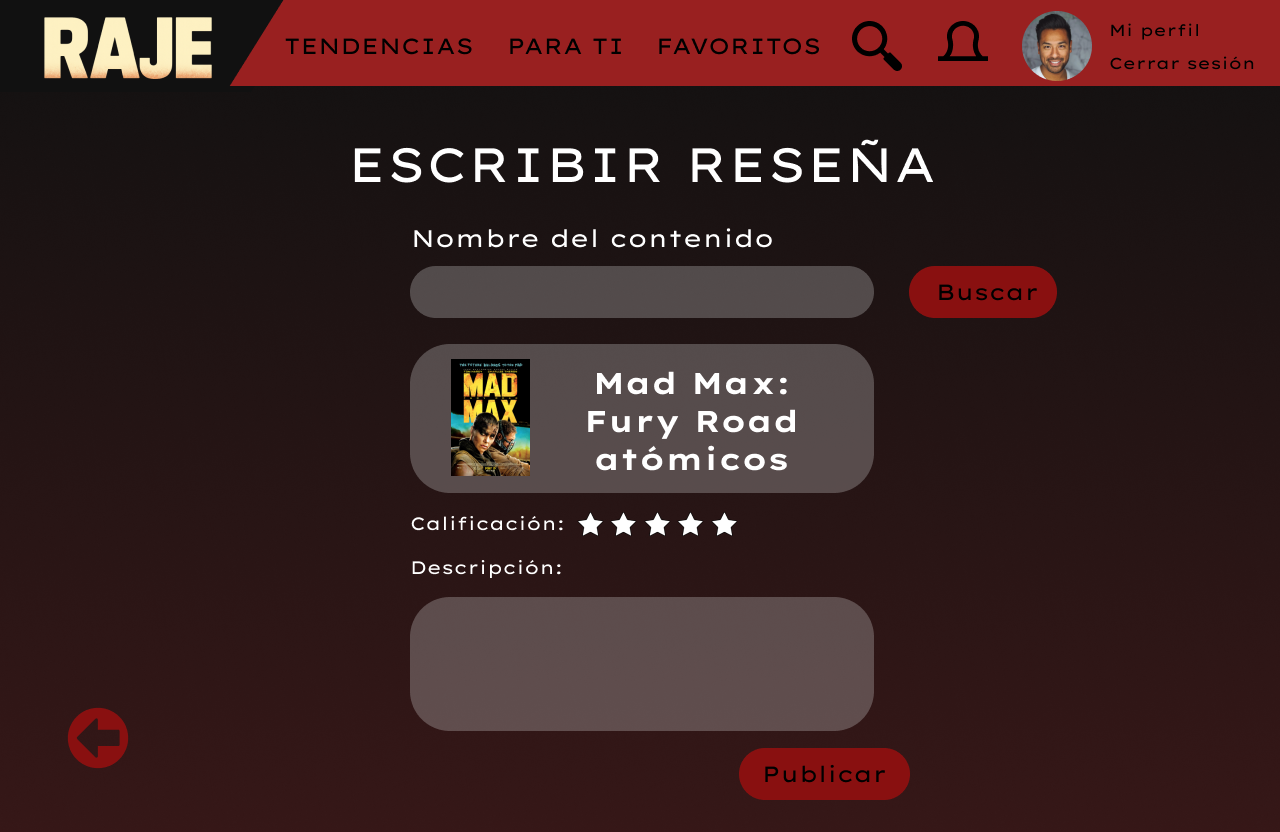 RAJE
TENDENCIAS
PARA TI
FAVORITOS
Mi perfil
Cerrar sesión
ESCRIBIR RESEÑA
Nombre del contenido
Buscar
MAD
MAX
Mad Max:
Fury Road
atómicos
Calificación:
Descripción:
Publicar